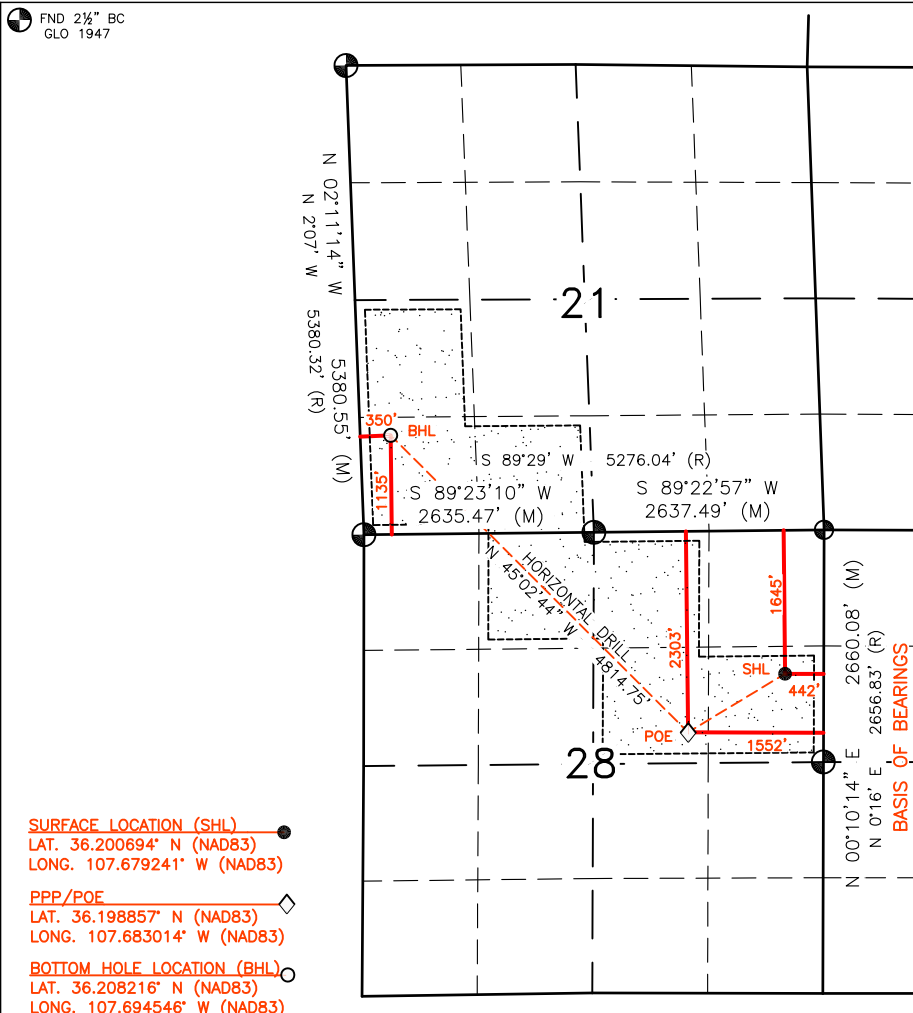 FND 2½" BC
GLO 1947
N 02°11'14" W
N 2°07' W
5380.32' (R)
5380.55' (M)
21
350'
BHL
1135'
S 89°29' W 5276.04' (R)
S 89°23'10" W
2635.47' (M)
S 89°22'57" W
2637.49' (M)
HORIZONTAL DRILL
N 45°02'44" W 4814.75'
2303'
1645'
SHL
442'
POE
1552'
28
N 00°10'14" E 2660.08' (M)
N 0°16' E 2656.83' (R)
BASIS OF BEARINGS
SURFACE LOCATION (SHL)
LAT. 36.200694° N (NAD83)
LONG. 107.679241° W (NAD83)
PPP/POE
LAT. 36.198857° N (NAD83)
LONG. 107.683014° W (NAD83)
BOTTOM HOLE LOCATION (BHL)
LAT. 36.208216° N (NAD83)
LONG. 107.694546° W (NAD83)